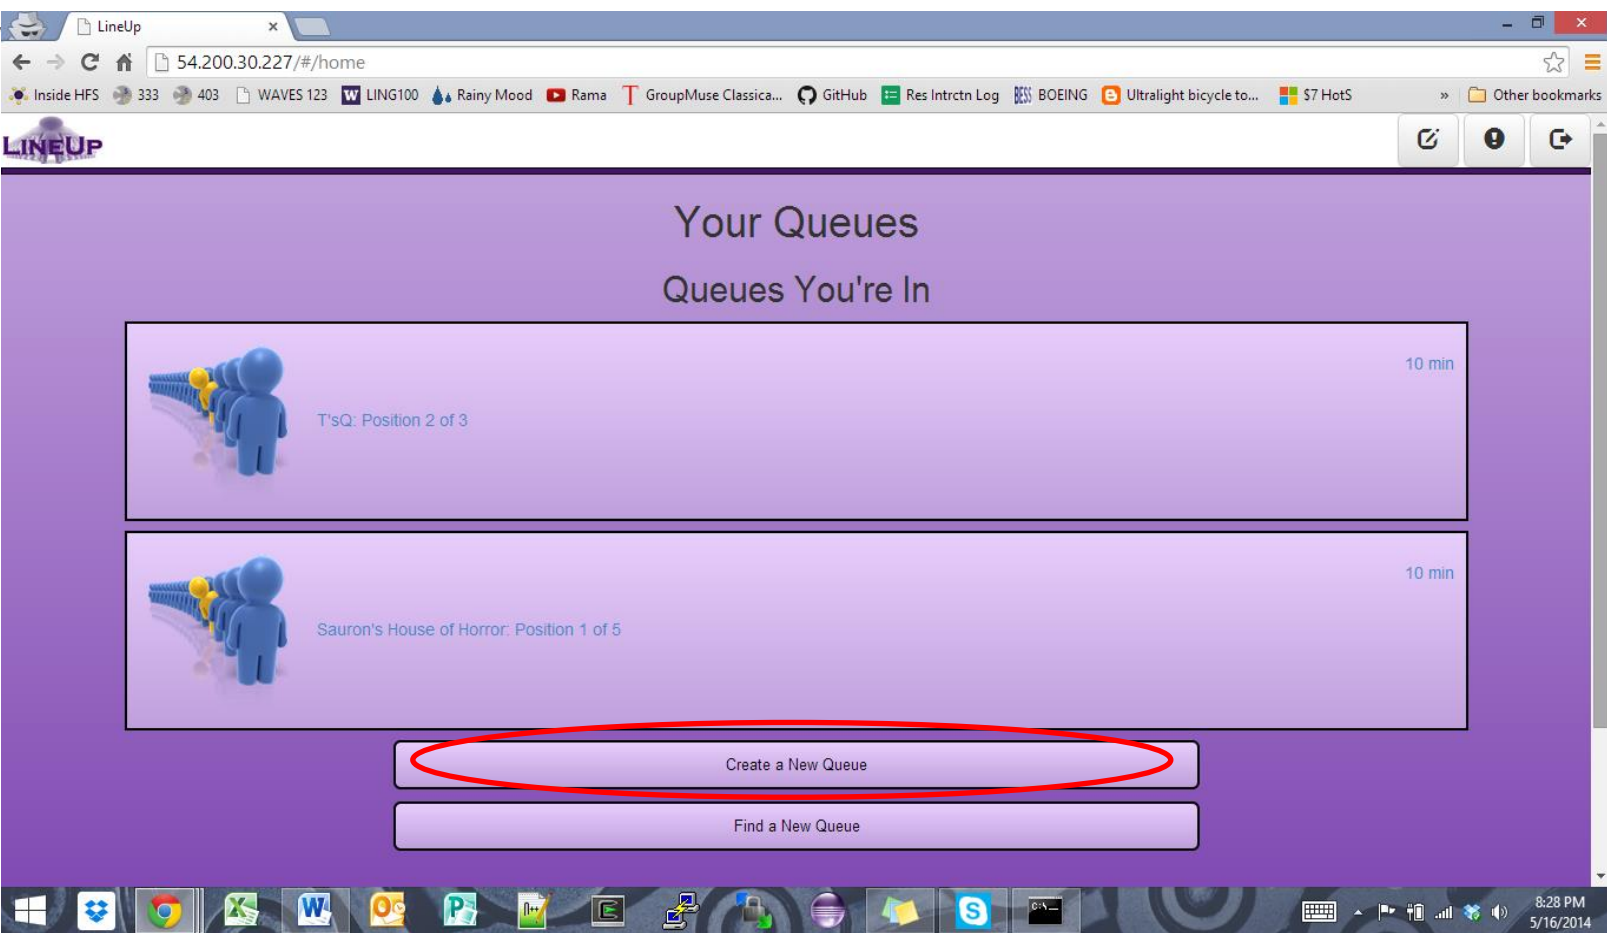 LineUp
54.200.30.227/#/home
Inside HFS 333 403 WAVES 123 W LING100 Rainy Mood Rama T GroupMuse Classica... GitHub Res Intrctn Log BESS BOEING Ultralight bicycle to... $7 HotS » Other bookmarks
LINEUP
Your Queues
Queues You're In
10 min
T'sQ: Position 2 of 3
10 min
Sauron's House of Horror: Position 1 of 5
Create a New Queue
Find a New Queue
8:28 PM
5/16/2014